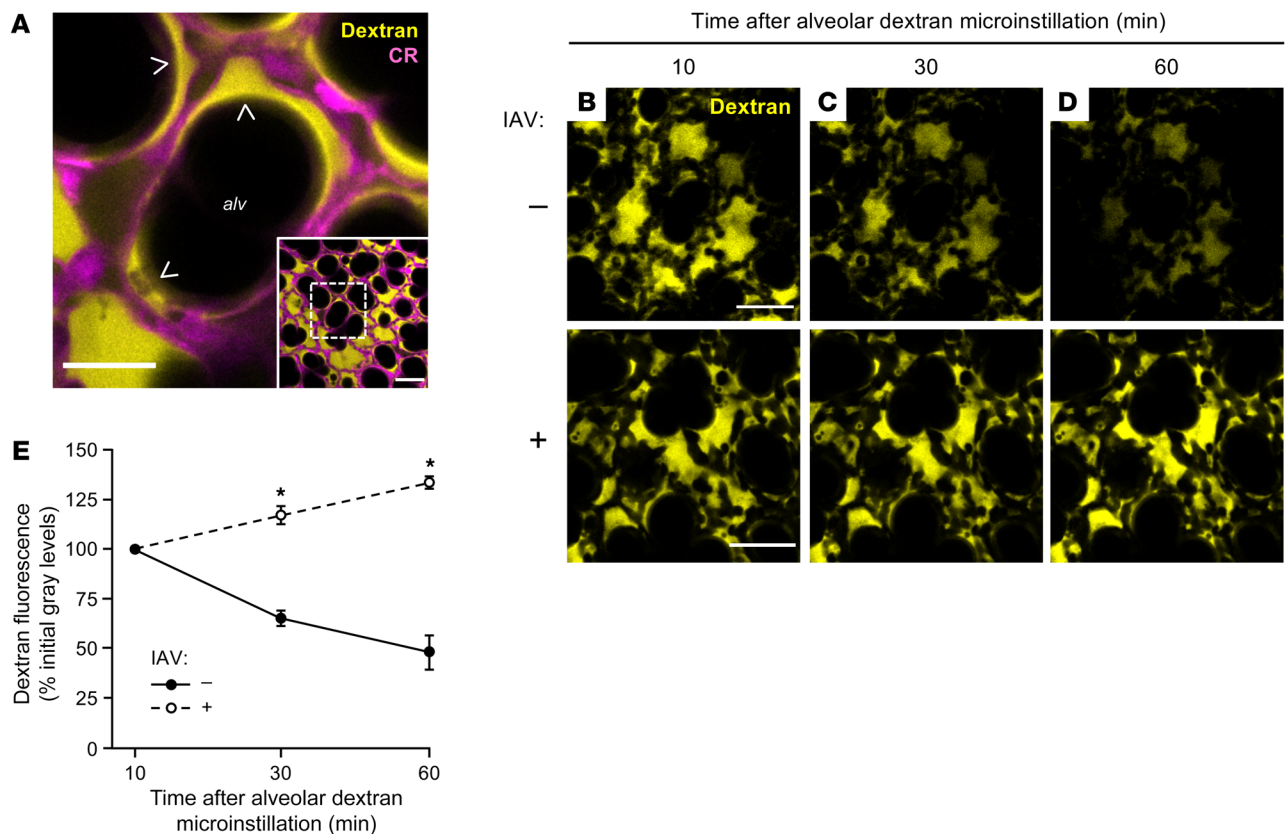 A
Dextran
CR
alv
Time after alveolar dextran microinstillation (min)
10 30 60
IAV:
B Dextran
C
D
–
+
E
150
125
100
75
50
25
0
Dextran fluorescence
(% initial gray levels)
*
*
IAV:
–
+
10 30 60
Time after alveolar dextran
microinstillation (min)